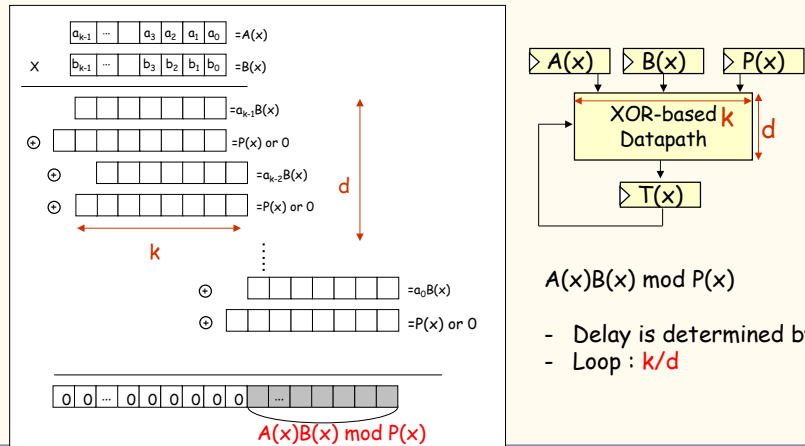 a_{k-1} ... a_3 a_2 a_1 a_0 =A(x)
x b_{k-1} ... b_3 b_2 b_1 b_0 =B(x)
=a_{k-1}B(x)
⊕ =P(x) or 0
⊕ =a_{k-2}B(x)
⊕ =P(x) or 0
d
k
⊕ =a_0B(x)
⊕ =P(x) or 0
0 0 ... 0 0 0 0 0 0 ...
A(x)B(x) mod P(x)
A(x) B(x) P(x)
XOR-based k
Datapath
d
T(x)
A(x)B(x) mod P(x)
- Delay is determined b
- Loop : k/d